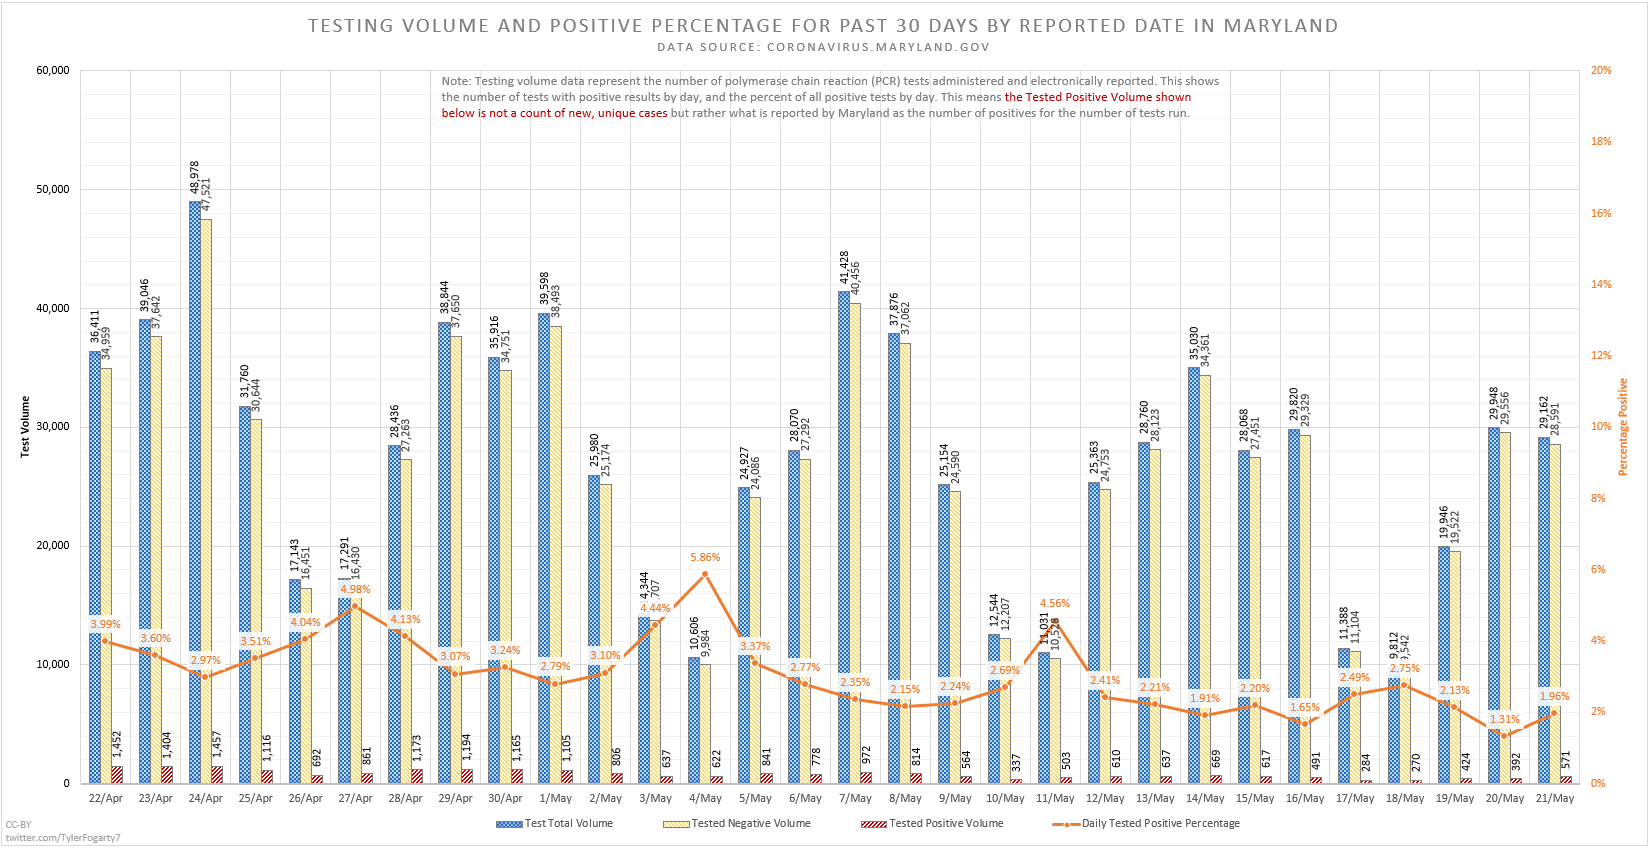 TESTING VOLUME AND POSITIVE PERCENTAGE FOR PAST 30 DAYS BY REPORTED DATE IN MARYLAND
DATA SOURCE: CORONAVIRUS.MARYLAND.GOV
Note: Testing volume data represent the number of polymerase chain reaction (PCR) tests administered and electronically reported. This shows
the number of tests with positive results by day, and the percent of all positive tests by day. This means the Tested Positive Volume shown
below is not a count of new, unique cases but rather what is reported by Maryland as the number of positives for the number of tests run.
Test Volume
60,000
50,000
40,000
30,000
20,000
10,000
0
Percentage Positive
20%
18%
16%
14%
12%
10%
8%
6%
4%
2%
0%
36,411 34,959 3.99% 1,452
39,046 37,642 3.60% 1,404
48,978 47,521 2.97% 1,457
31,760 30,644 3.51% 1,116
17,143 16,451 4.04% 692
17,291 16,430 4.98% 861
28,436 27,263 4.13% 1,173
38,844 37,650 3.07% 1,194
35,916 34,751 3.24% 1,165
39,598 38,493 2.79% 1,105
25,980 25,174 3.10% 806
4,344 707 4.44% 637
10,606 9,984 5.86% 622
24,927 24,086 3.37% 841
28,070 27,292 2.77% 778
41,428 40,456 2.35% 972
37,876 37,062 2.15% 814
25,154 24,590 2.24% 564
12,544 12,207 2.69% 337
11,031 10,528 4.56% 503
25,363 24,753 2.41% 610
28,760 28,123 2.21% 637
35,030 34,361 1.91% 669
28,068 27,451 2.20% 617
29,820 29,329 1.65% 491
11,388 11,104 2.49% 284
9,812 9,542 2.75% 270
19,946 19,522 2.13% 424
29,948 29,556 1.31% 392
29,162 28,591 1.96% 571
22/Apr 23/Apr 24/Apr 25/Apr 26/Apr 27/Apr 28/Apr 29/Apr 30/Apr 1/May 2/May 3/May 4/May 5/May 6/May 7/May 8/May 9/May 10/May 11/May 12/May 13/May 14/May 15/May 16/May 17/May 18/May 19/May 20/May 21/May
Test Total Volume Tested Negative Volume Tested Positive Volume Daily Tested Positive Percentage
CC-BY
twitter.com/TylerFogarty7